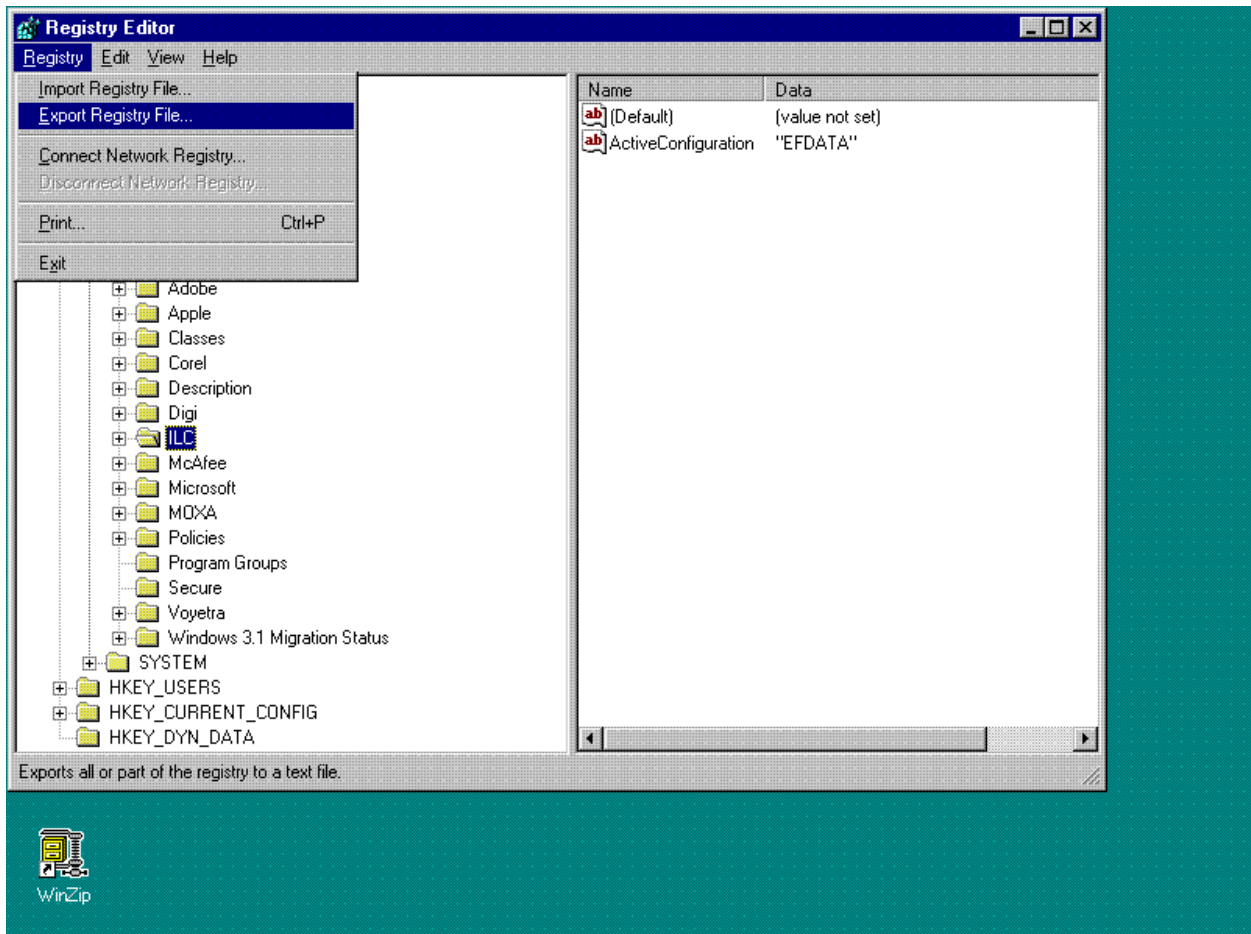 Registry Editor
Registry Edit View Help
Import Registry File...
Export Registry File...
Connect Network Registry...
Disconnect Network Registry...
Print... Ctrl+P
Exit
Adobe
Apple
Classes
Corel
Description
Digi
ILC
McAfee
Microsoft
MOXA
Policies
Program Groups
Secure
Voyetra
Windows 3.1 Migration Status
SYSTEM
HKEY_USERS
HKEY_CURRENT_CONFIG
HKEY_DYN_DATA
Name Data
ab (Default) (value not set)
ab ActiveConfiguration "EFDATA"
Exports all or part of the registry to a text file.
WinZip